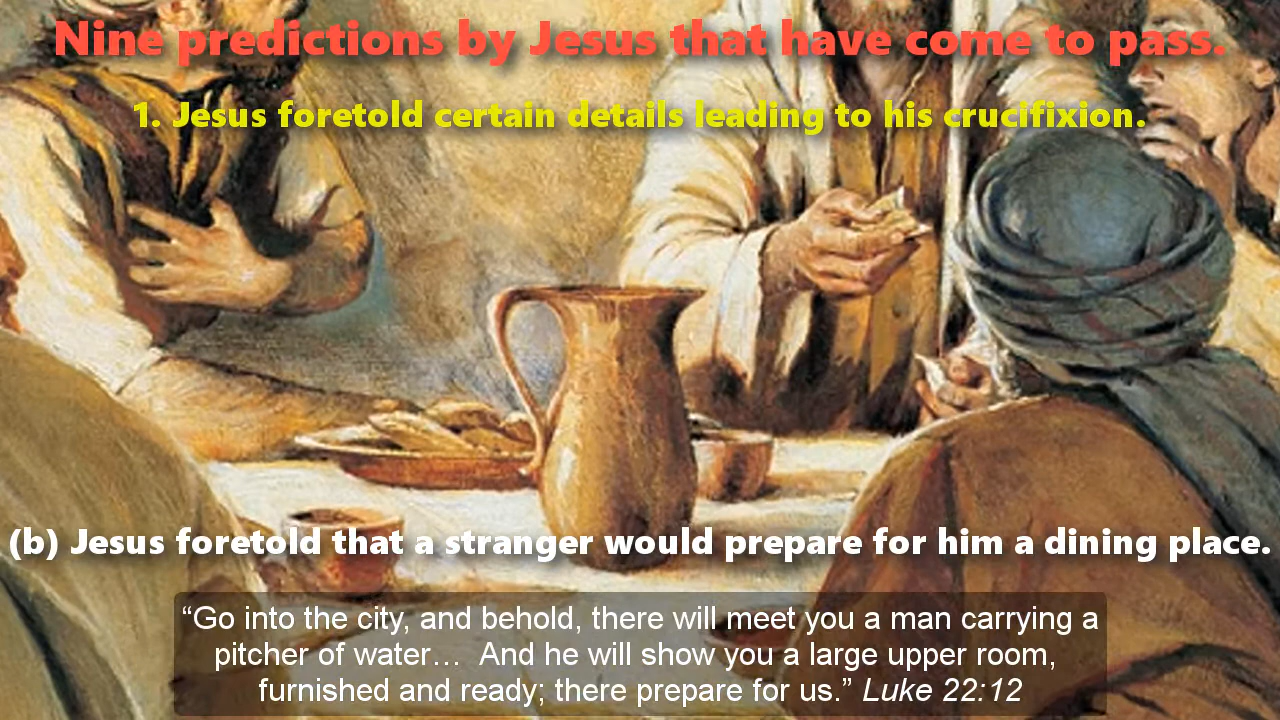 Nine predictions by Jesus that have come to pass.
1. Jesus foretold certain details leading to his crucifixion.
(b) Jesus foretold that a stranger would prepare for him a dining place.
“Go into the city, and behold, there will meet you a man carrying a
pitcher of water…  And he will show you a large upper room,
furnished and ready; there prepare for us.” Luke 22:12